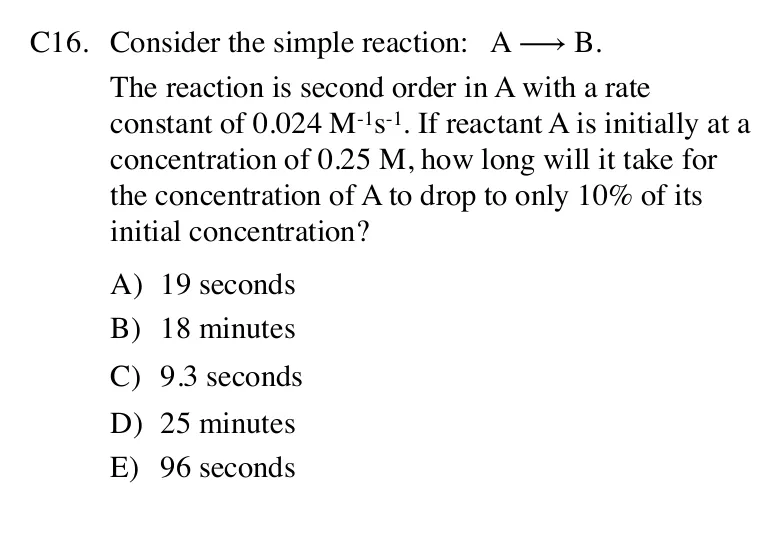 C16. Consider the simple reaction: A ⟶ B.
The reaction is second order in A with a rate
constant of 0.024 M⁻¹s⁻¹. If reactant A is initially at a
concentration of 0.25 M, how long will it take for
the concentration of A to drop to only 10% of its
initial concentration?
A) 19 seconds
B) 18 minutes
C) 9.3 seconds
D) 25 minutes
E) 96 seconds